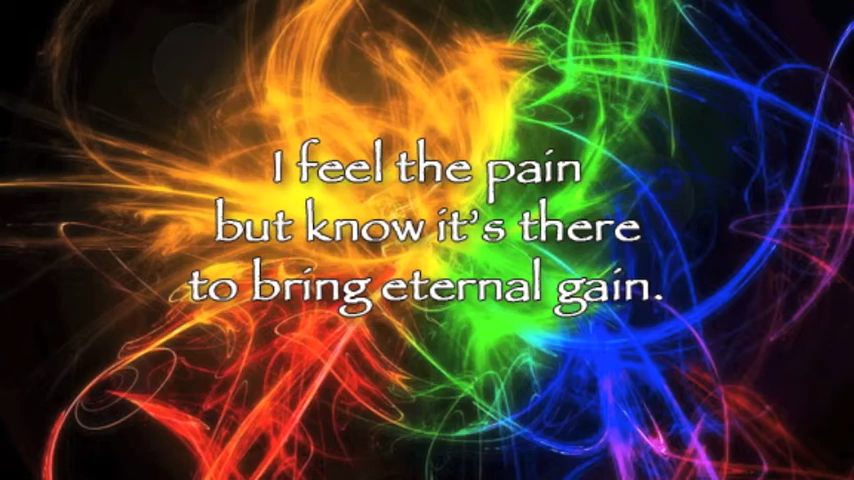 I feel the pain
but know it's there
to bring eternal gain.